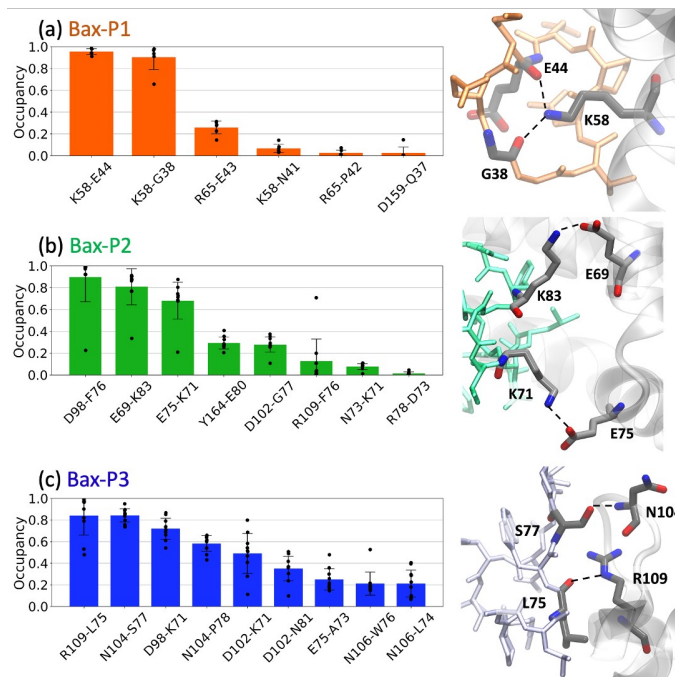 (a) Bax-P1
Occupancy
1.0
0.8
0.6
0.4
0.2
0.0
K58-E44
K58-G38
R65-E43
K58-N41
R65-P42
D159-Q37
E44
K58
G38
(b) Bax-P2
Occupancy
1.0
0.8
0.6
0.4
0.2
0.0
D98-F76
E69-K83
E75-K71
Y164-E80
D102-G77
R109-F76
N73-K71
R78-D73
E69
K83
K71
E75
(c) Bax-P3
Occupancy
1.0
0.8
0.6
0.4
0.2
0.0
R109-L75
N104-S77
D98-K71
N104-P78
D102-K71
D102-N81
E75-A73
N106-W76
N106-L74
N104
S77
R109
L75